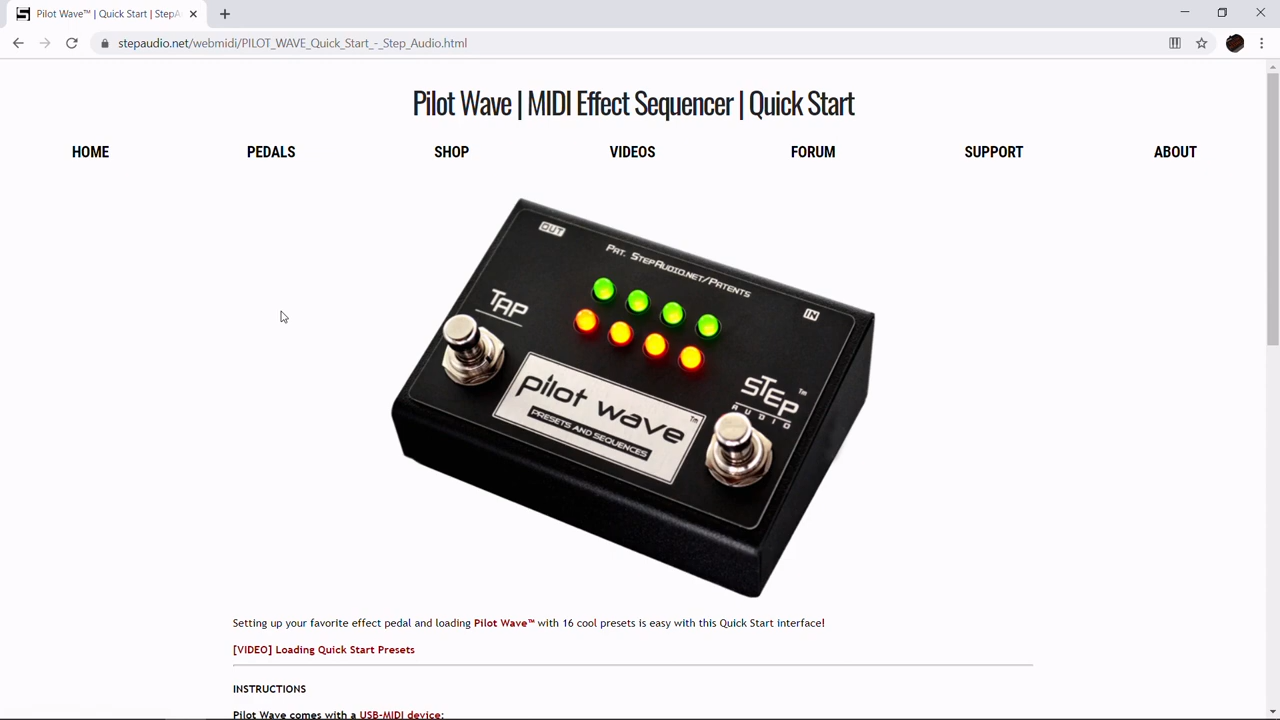 Pilot Wave™ | Quick Start | StepA
stepaudio.net/webmidi/PILOT_WAVE_Quick_Start_-_Step_Audio.html
Pilot Wave | MIDI Effect Sequencer | Quick Start
HOME PEDALS SHOP VIDEOS FORUM SUPPORT ABOUT
OUT
PAT. STEPAUDIO.NET/PATENTS
IN
TAP
STEP™
AUDIO
pilot wave™
PRESETS AND SEQUENCES
Setting up your favorite effect pedal and loading Pilot Wave™ with 16 cool presets is easy with this Quick Start interface!
[VIDEO] Loading Quick Start Presets
INSTRUCTIONS
Pilot Wave comes with a USB-MIDI device: